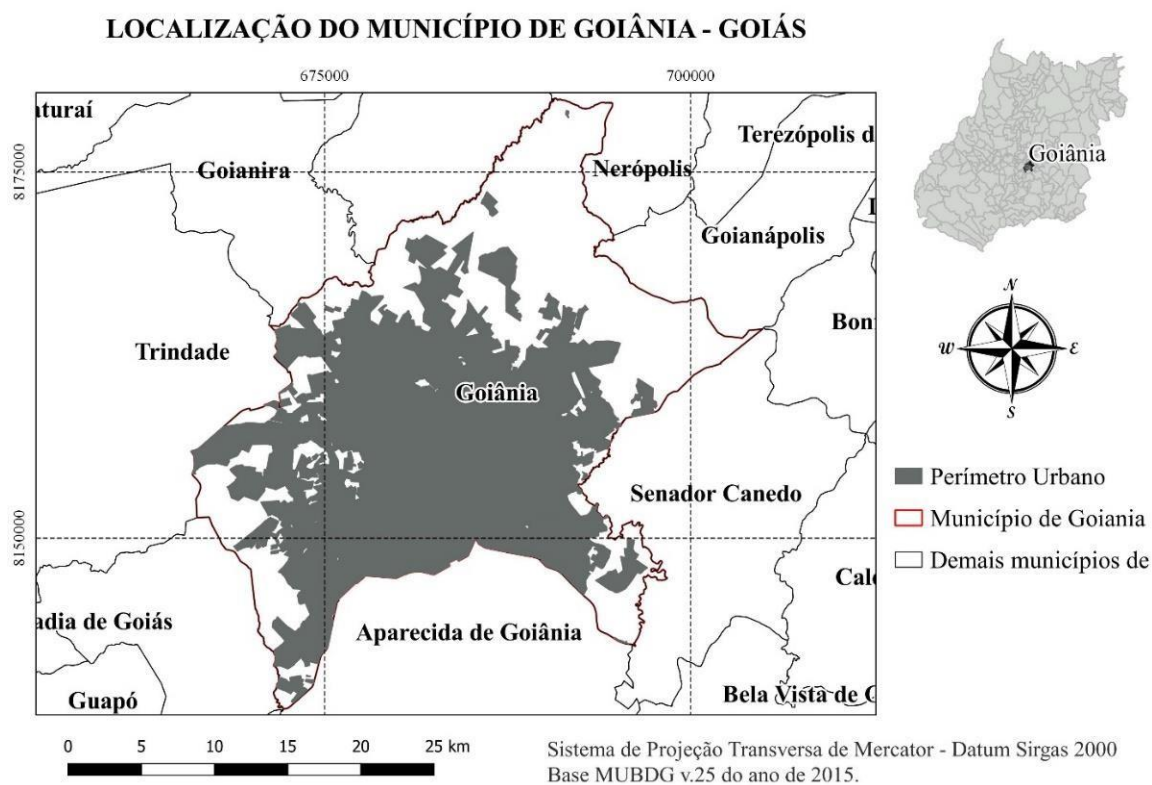 LOCALIZAÇÃO DO MUNICÍPIO DE GOIÂNIA - GOIÁS
675000
700000
8175000
8150000
aturaí
Goianira
Nerópolis
Terezópolis d
Goianápolis
Trindade
Bon
Goiânia
Senador Canedo
Cald
adia de Goiás
Aparecida de Goiânia
Guapó
Bela Vista de G
Goiânia
N
W
E
S
Perímetro Urbano
Município de Goiania
Demais municípios de
0 5 10 15 20 25 km
Sistema de Projeção Transversa de Mercator - Datum Sirgas 2000
Base MUBDG v.25 do ano de 2015.